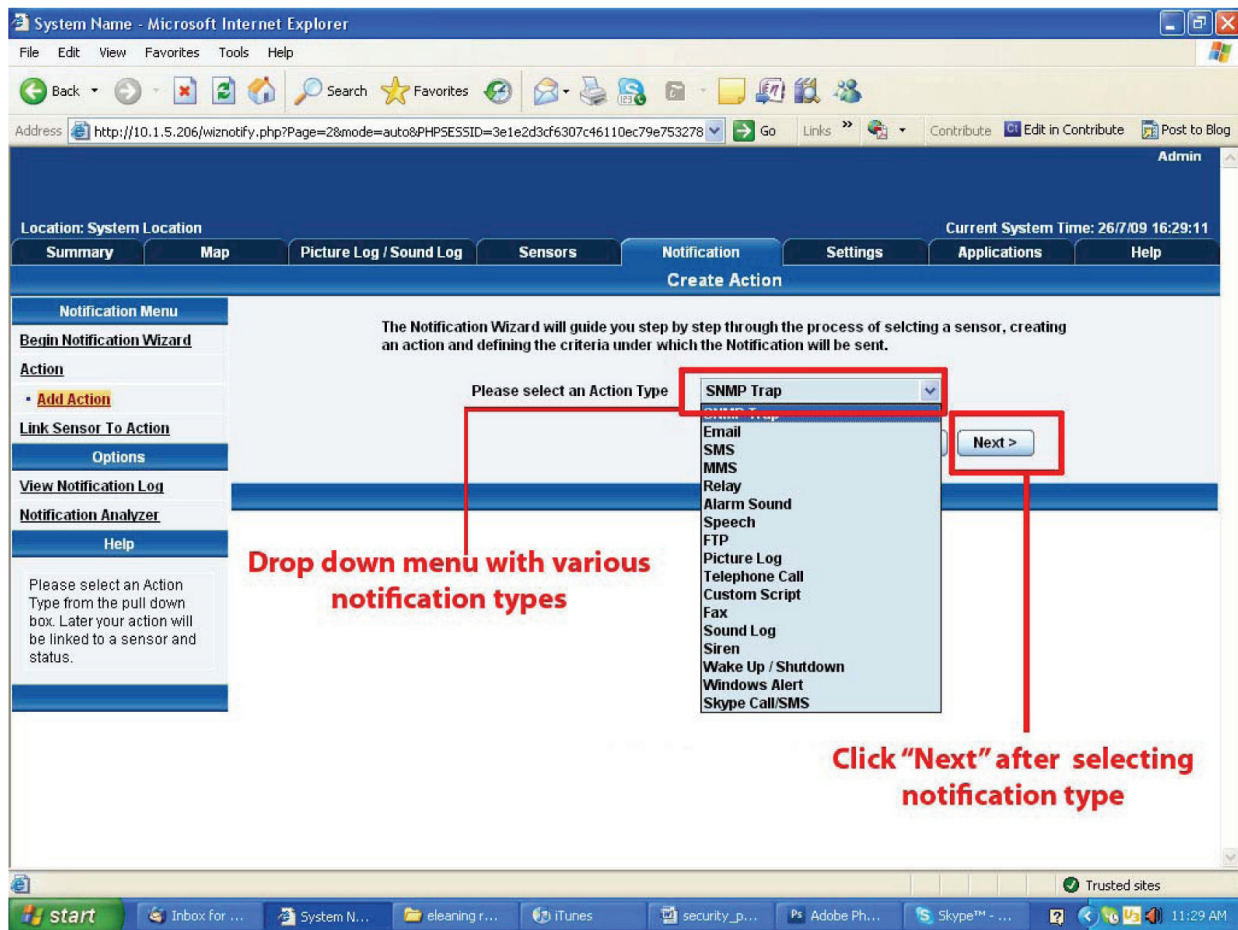 System Name - Microsoft Internet Explorer
File Edit View Favorites Tools Help
Back Search Favorites
Address http://10.1.5.206/wiznotify.php?Page=2&mode=auto&PHPSESSID=3e1e2d3cf6307c46110ec79e753278 Go Links » Contribute Edit in Contribute Post to Blog
Admin
Location: System Location Current System Time: 26/7/09 16:29:11
Summary Map Picture Log / Sound Log Sensors Notification Settings Applications Help
Create Action
Notification Menu
Begin Notification Wizard
Action
Add Action
Link Sensor To Action
Options
View Notification Log
Notification Analyzer
Help
Please select an Action
Type from the pull down
box. Later your action will
be linked to a sensor and
status.
The Notification Wizard will guide you step by step through the process of selcting a sensor, creating
an action and defining the criteria under which the Notification will be sent.
Please select an Action Type SNMP Trap
SNMP Trap
Email
SMS
MMS
Relay
Alarm Sound
Speech
FTP
Picture Log
Telephone Call
Custom Script
Fax
Sound Log
Siren
Wake Up / Shutdown
Windows Alert
Skype Call/SMS
Next >
Drop down menu with various
notification types
Click “Next” after selecting
notification type
Trusted sites
start Inbox for ... System N... eleaning r... iTunes security_p... Ps Adobe Ph... Skype™ - ... 11:29 AM